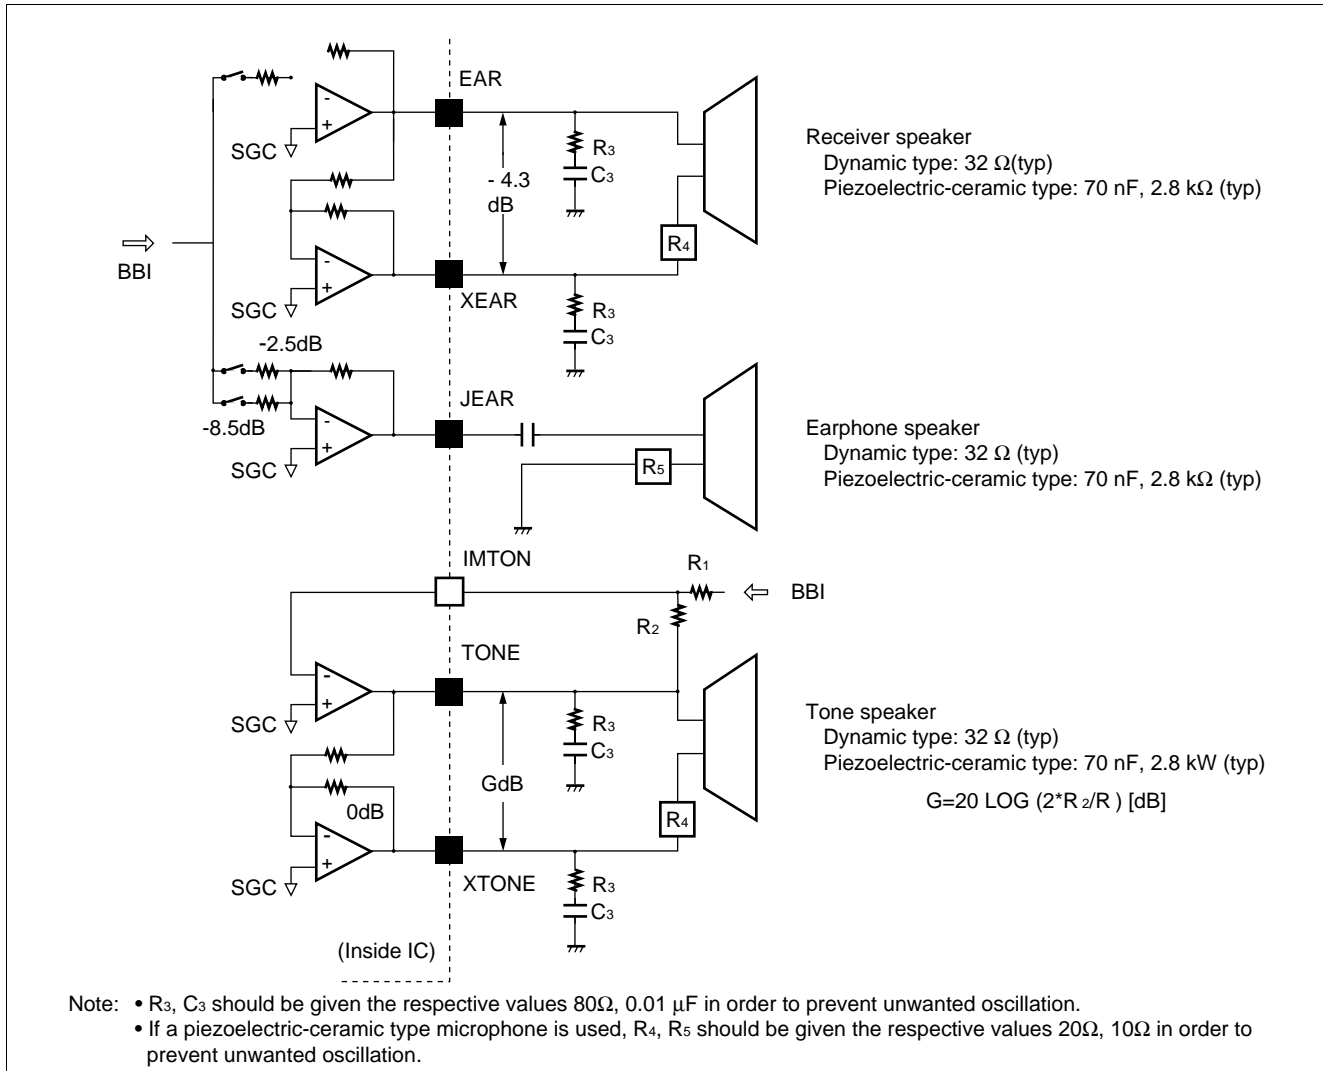 EAR
SGC
R3
C3
- 4.3
dB
Receiver speaker
Dynamic type: 32 Ω(typ)
Piezoelectric-ceramic type: 70 nF, 2.8 kΩ (typ)
R4
BBI
SGC
XEAR
R3
C3
-2.5dB
JEAR
-8.5dB
SGC
R5
Earphone speaker
Dynamic type: 32 Ω (typ)
Piezoelectric-ceramic type: 70 nF, 2.8 kΩ (typ)
IMTON
R1
BBI
R2
TONE
SGC
R3
C3
GdB
Tone speaker
Dynamic type: 32 Ω (typ)
Piezoelectric-ceramic type: 70 nF, 2.8 kW (typ)
G=20 LOG (2*R 2/R ) [dB]
0dB
R4
SGC
XTONE
R3
C3
(Inside IC)
Note: • R3, C3 should be given the respective values 80Ω, 0.01 μF in order to prevent unwanted oscillation.
• If a piezoelectric-ceramic type microphone is used, R4, R5 should be given the respective values 20Ω, 10Ω in order to
prevent unwanted oscillation.